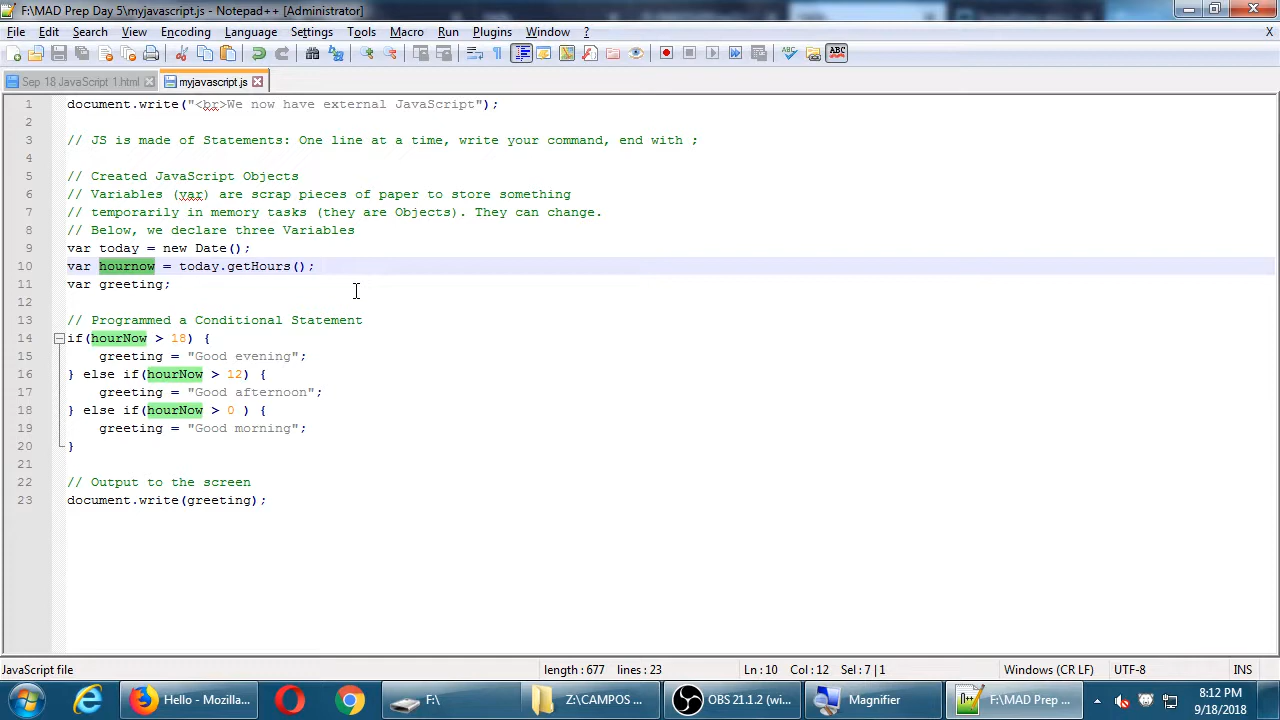 F:\MAD Prep Day 5\myjavascript.js - Notepad++ [Administrator]
File Edit Search View Encoding Language Settings Tools Macro Run Plugins Window ? X
Sep 18 JavaScript 1.html myjavascript.js
1 document.write("<br>We now have external JavaScript");
2
3 // JS is made of Statements: One line at a time, write your command, end with ;
4
5 // Created JavaScript Objects
6 // Variables (var) are scrap pieces of paper to store something
7 // temporarily in memory tasks (they are Objects). They can change.
8 // Below, we declare three Variables
9 var today = new Date();
10 var hournow = today.getHours();
11 var greeting;
12
13 // Programmed a Conditional Statement
14 if(hourNow > 18) {
15 greeting = "Good evening";
16 } else if(hourNow > 12) {
17 greeting = "Good afternoon";
18 } else if(hourNow > 0 ) {
19 greeting = "Good morning";
20 }
21
22 // Output to the screen
23 document.write(greeting);
JavaScript file length : 677 lines : 23 Ln : 10 Col : 12 Sel : 7 | 1 Windows (CR LF) UTF-8 INS
Hello - Mozilla... F:\ Z:\CAMPOS ... OBS 21.1.2 (wi... Magnifier F:\MAD Prep ... 8:12 PM
9/18/2018